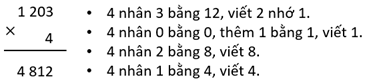 1 203
×
4
4 812
• 4 nhân 3 bằng 12, viết 2 nhớ 1.
• 4 nhân 0 bằng 0, thêm 1 bằng 1, viết 1.
• 4 nhân 2 bằng 8, viết 8.
• 4 nhân 1 bằng 4, viết 4.